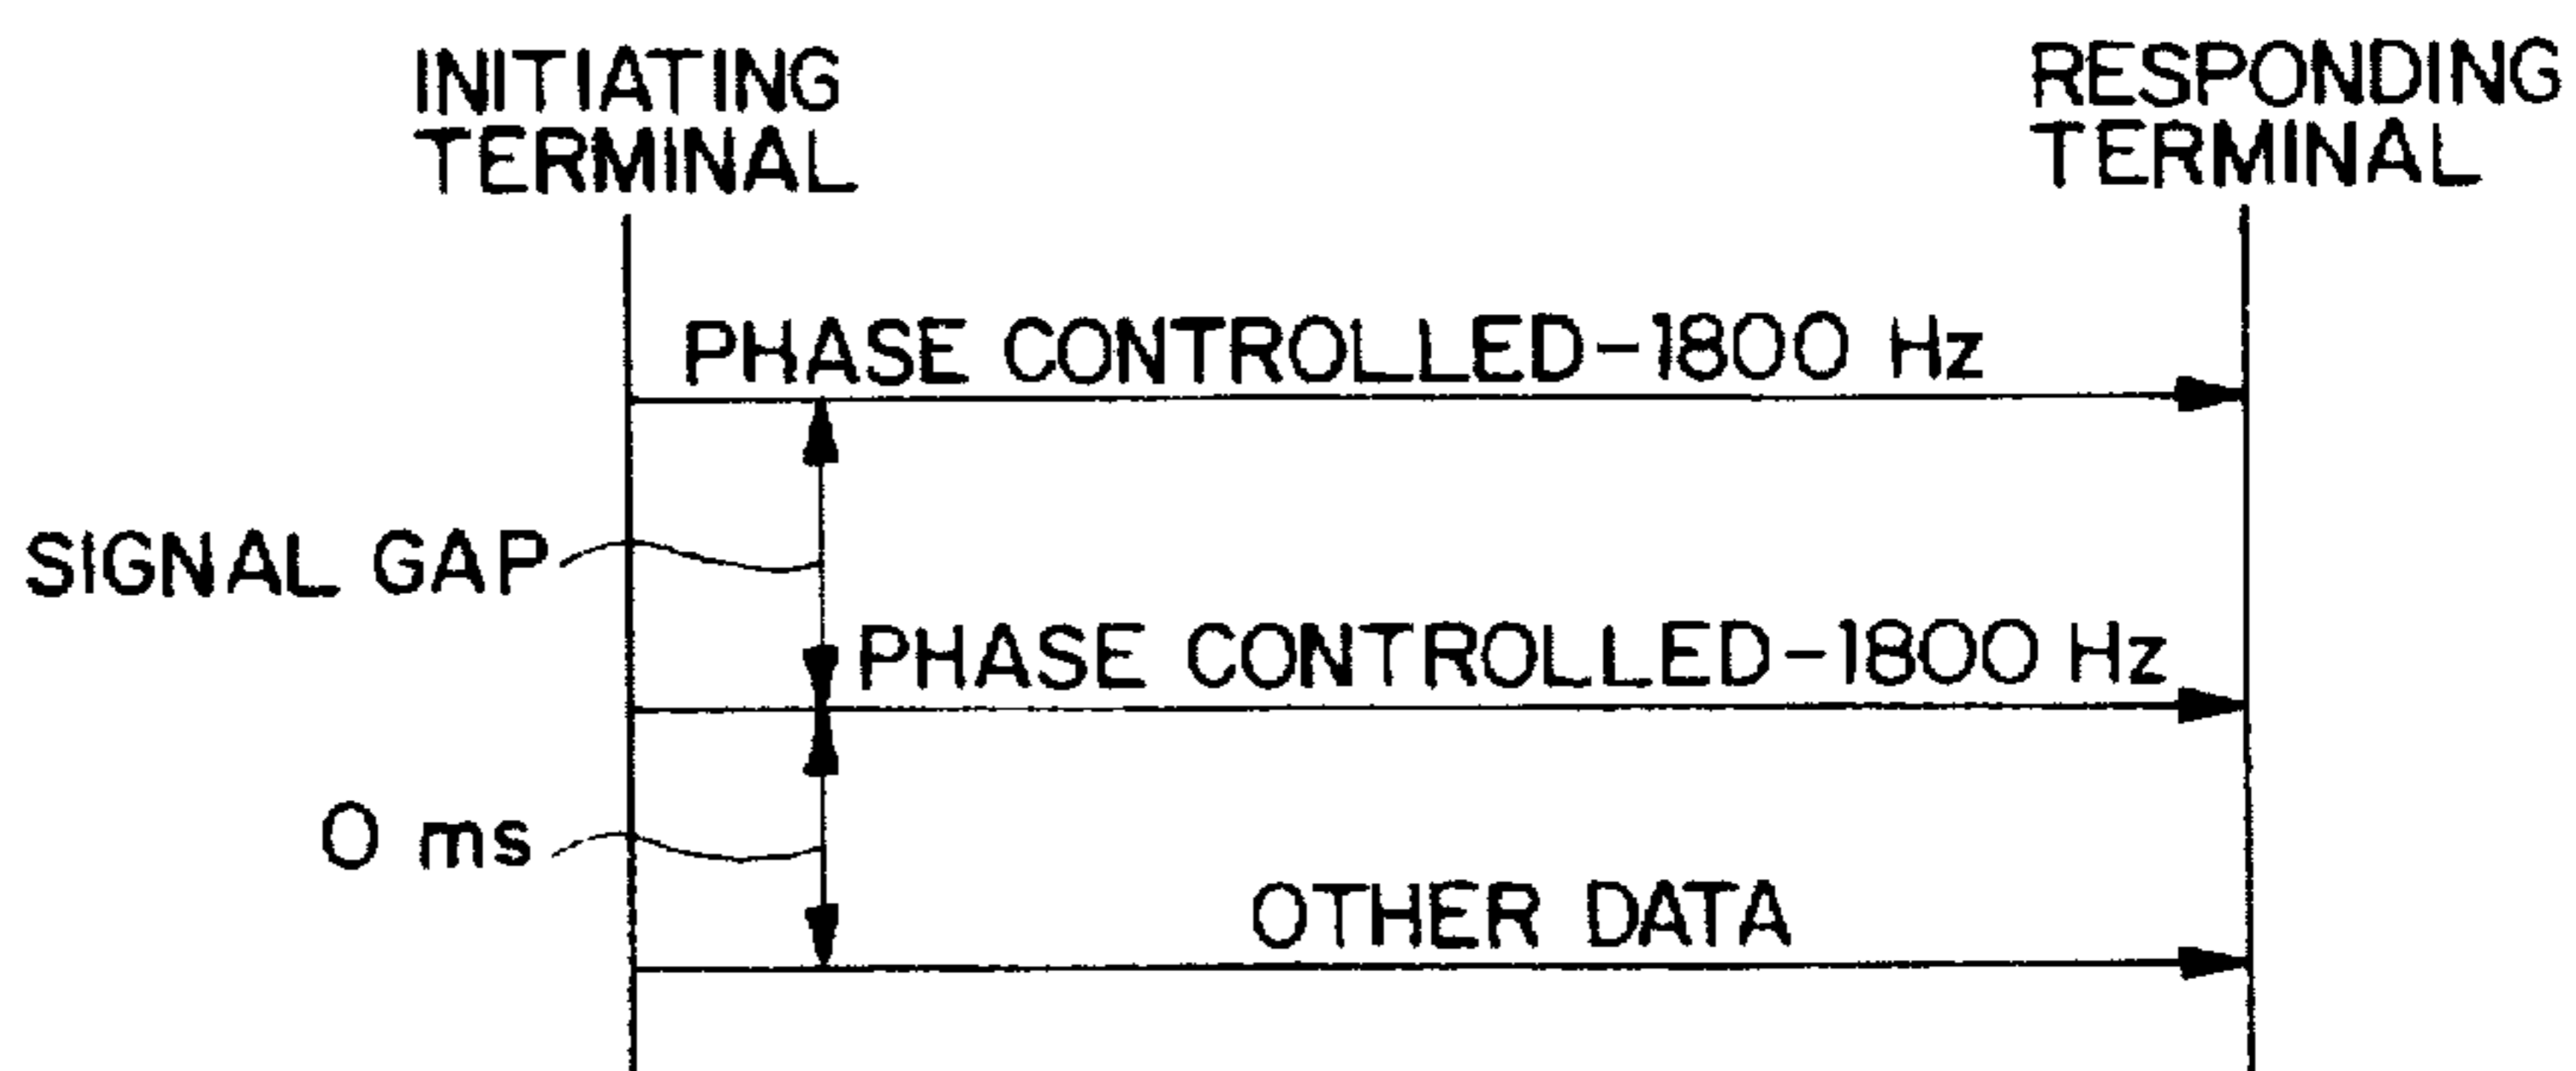 INITIATING
TERMINAL
RESPONDING
TERMINAL
PHASE CONTROLLED-1800 Hz
SIGNAL GAP
PHASE CONTROLLED-1800 Hz
0 ms
OTHER DATA